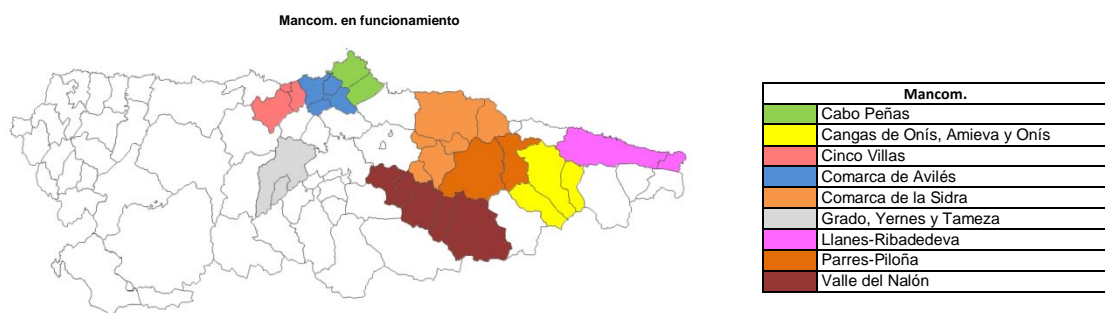 Mancom. en funcionamiento
Mancom.
Cabo Peñas
Cangas de Onís, Amieva y Onís
Cinco Villas
Comarca de Avilés
Comarca de la Sidra
Grado, Yernes y Tameza
Llanes-Ribadedeva
Parres-Piloña
Valle del Nalón